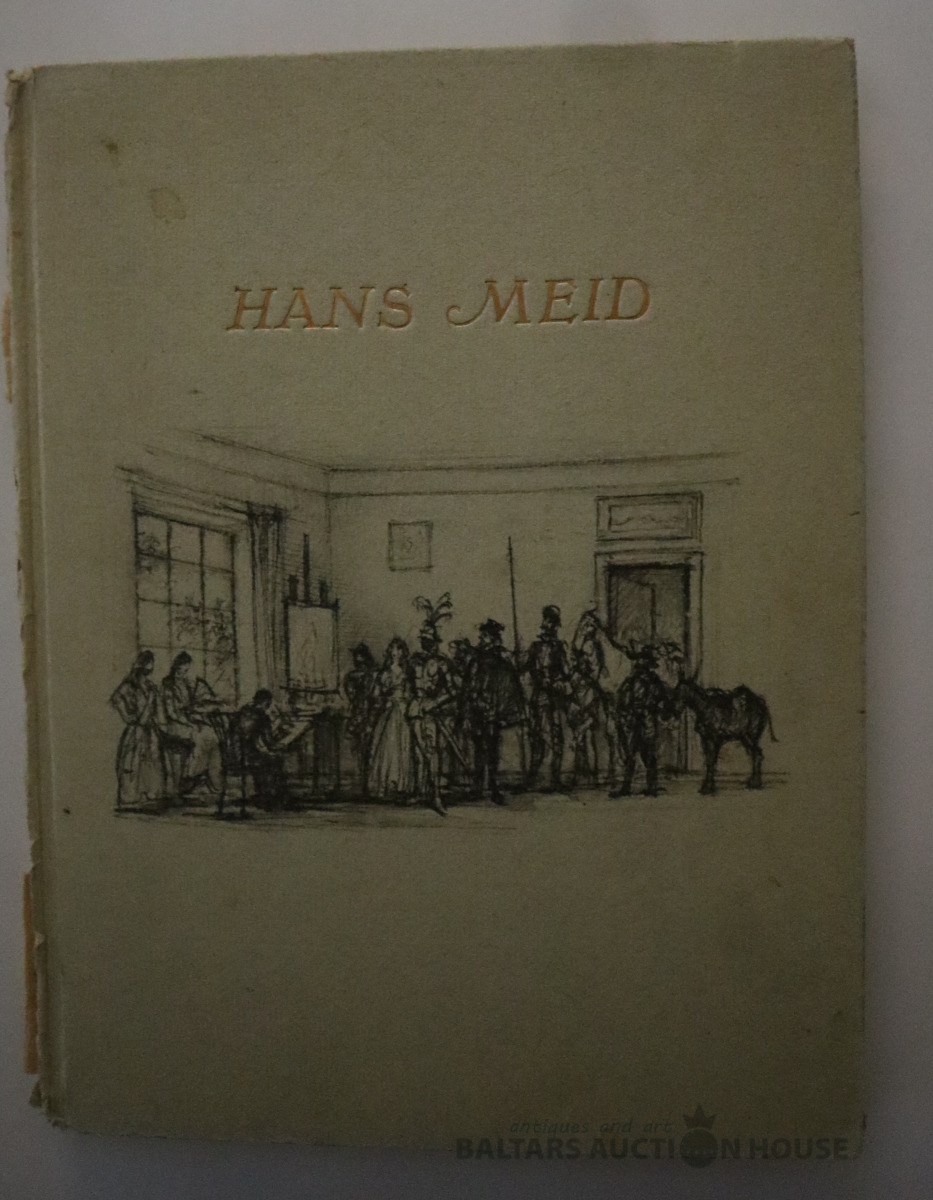 HANS MEID
antiques and art
BALTARS AUCTION HOUSE